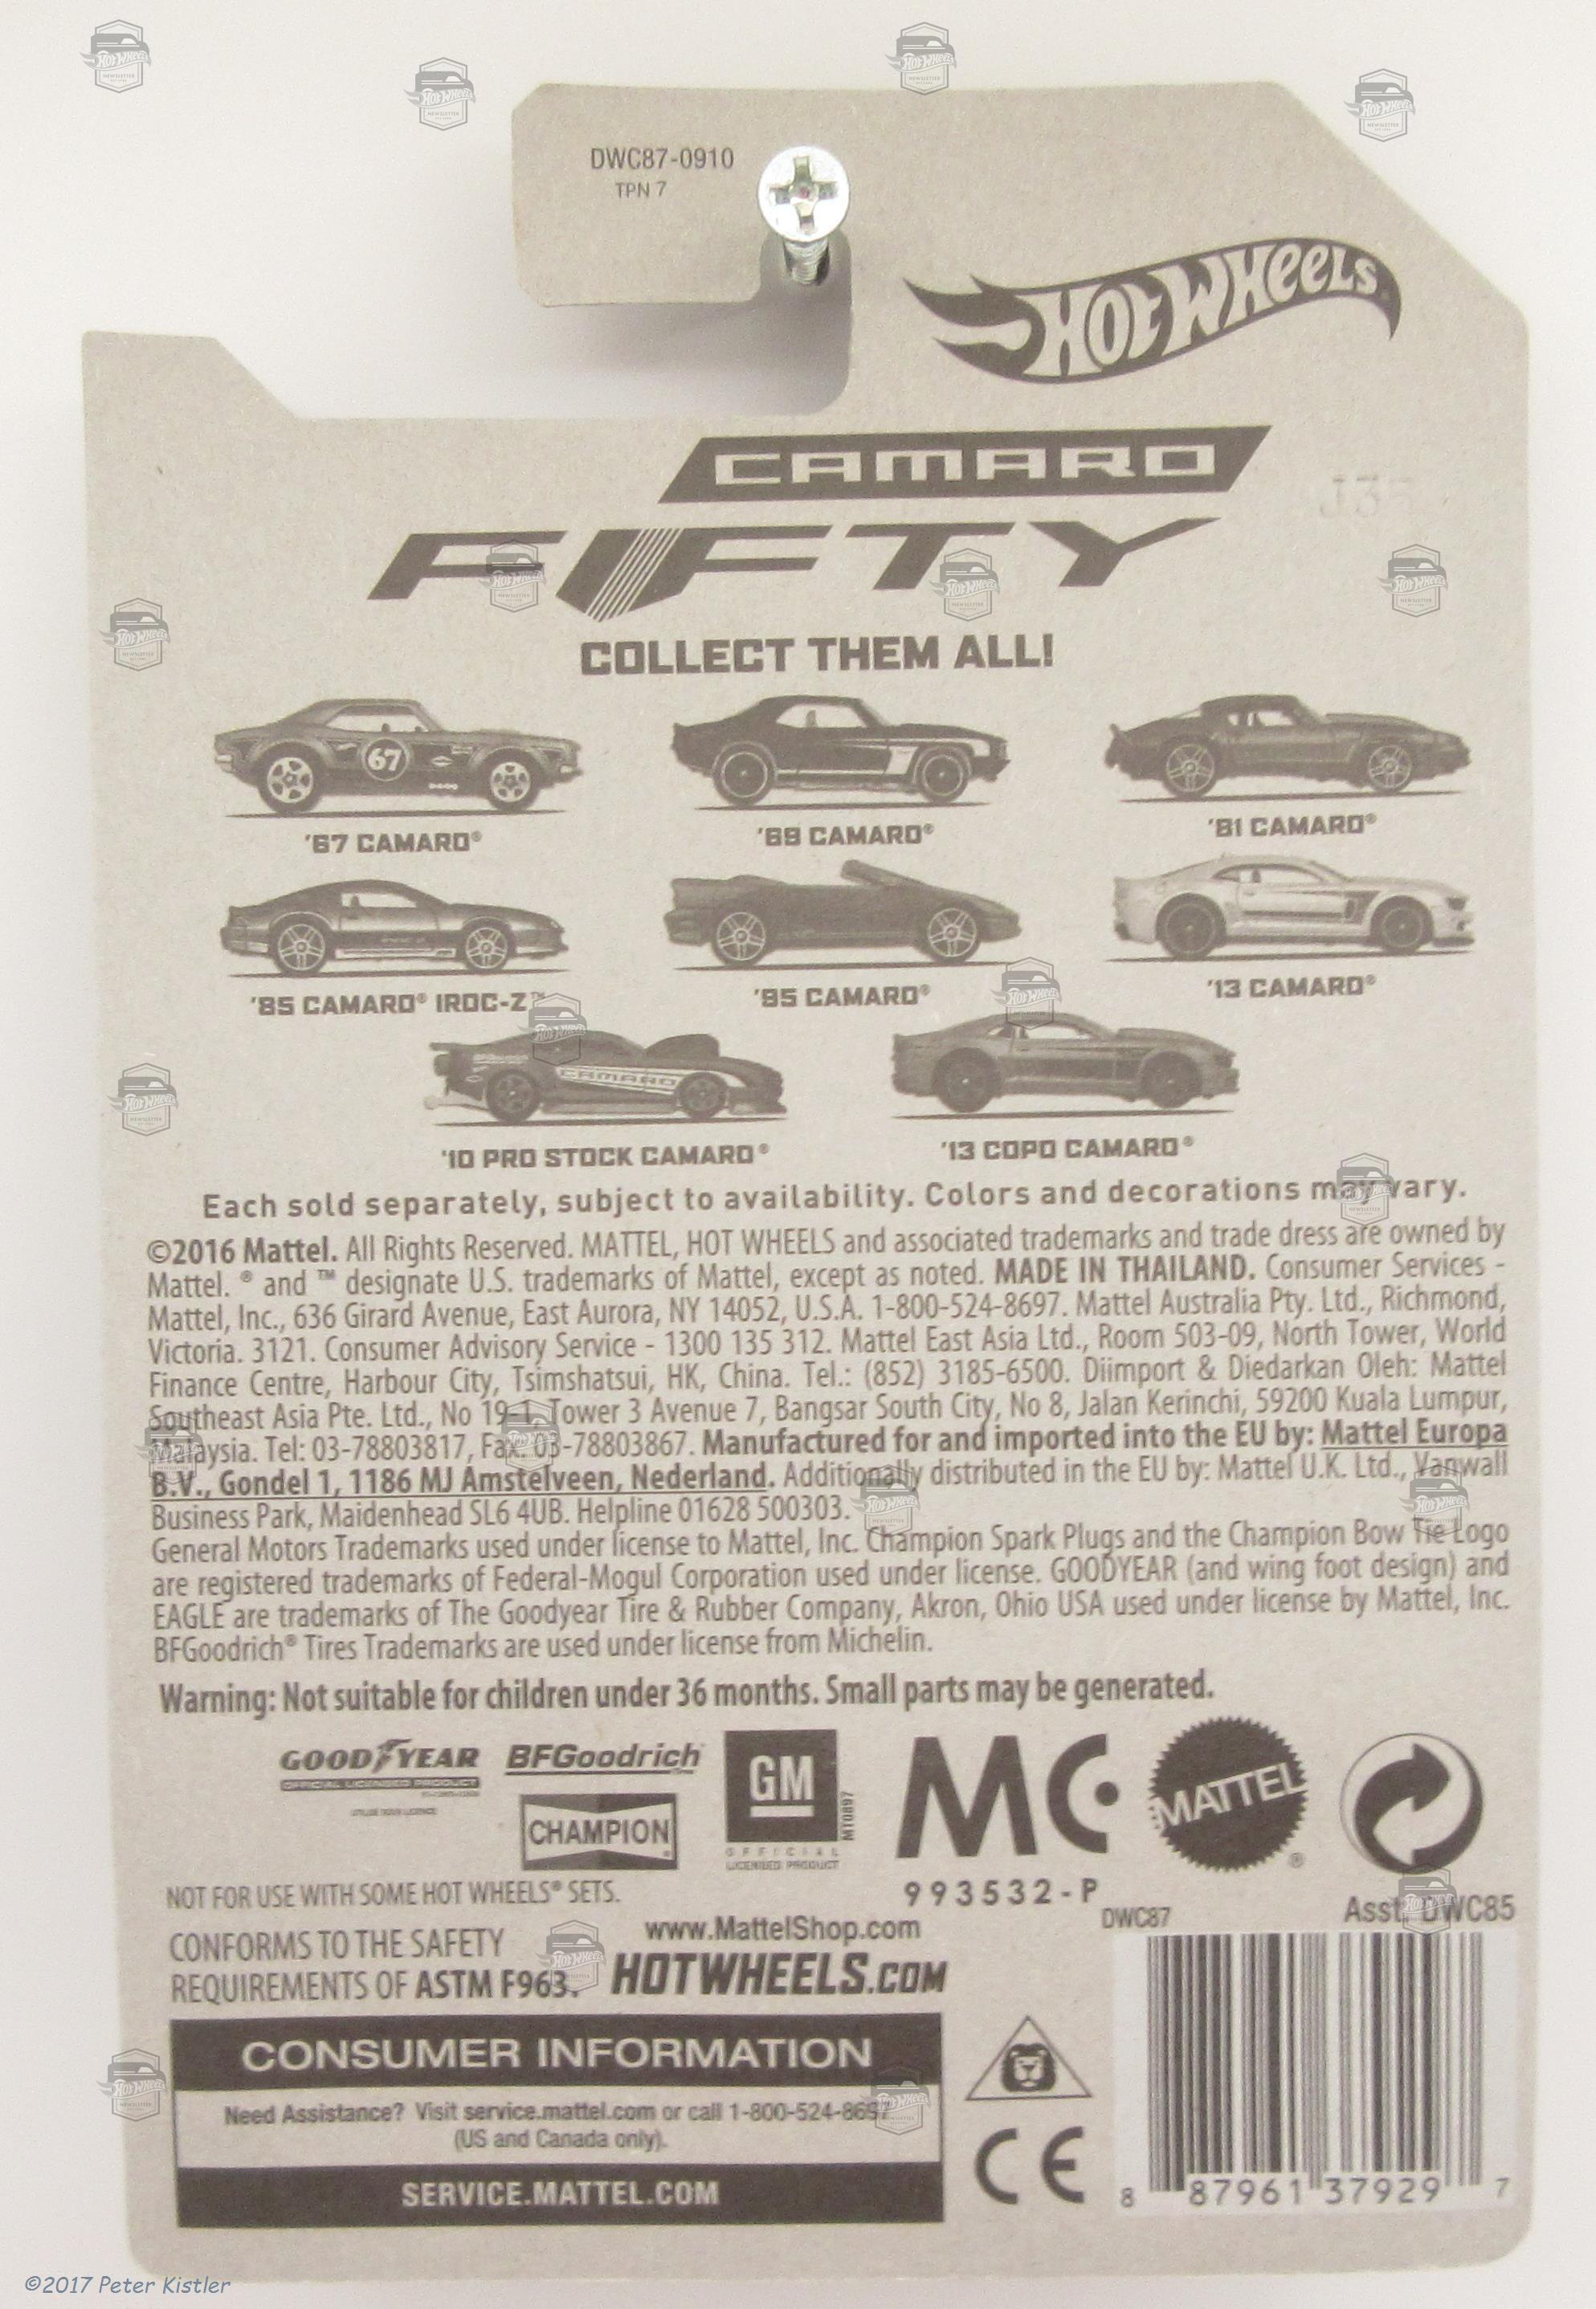 DWC87-0910
TPN 7
HOT WHEELS
CAMARO
FIFTY
COLLECT THEM ALL!
67
'67 CAMARO®
'69 CAMARO®
'81 CAMARO®
'85 CAMARO® IROC-Z™
'95 CAMARO®
'13 CAMARO®
CAMARO
'10 PRO STOCK CAMARO®
'13 COPO CAMARO®
Each sold separately, subject to availability. Colors and decorations may vary.
©2016 Mattel. All Rights Reserved. MATTEL, HOT WHEELS and associated trademarks and trade dress are owned by
Mattel. ® and ™ designate U.S. trademarks of Mattel, except as noted. MADE IN THAILAND. Consumer Services -
Mattel, Inc., 636 Girard Avenue, East Aurora, NY 14052, U.S.A. 1-800-524-8697. Mattel Australia Pty. Ltd., Richmond,
Victoria. 3121. Consumer Advisory Service - 1300 135 312. Mattel East Asia Ltd., Room 503-09, North Tower, World
Finance Centre, Harbour City, Tsimshatsui, HK, China. Tel.: (852) 3185-6500. Diimport & Diedarkan Oleh: Mattel
Southeast Asia Pte. Ltd., No 19-1, Tower 3 Avenue 7, Bangsar South City, No 8, Jalan Kerinchi, 59200 Kuala Lumpur,
Malaysia. Tel: 03-78803817, Fax: 03-78803867. Manufactured for and imported into the EU by: Mattel Europa
B.V., Gondel 1, 1186 MJ Amstelveen, Nederland. Additionally distributed in the EU by: Mattel U.K. Ltd., Vanwall
Business Park, Maidenhead SL6 4UB. Helpline 01628 500303.
General Motors Trademarks used under license to Mattel, Inc. Champion Spark Plugs and the Champion Bow Tie Logo
are registered trademarks of Federal-Mogul Corporation used under license. GOODYEAR (and wing foot design) and
EAGLE are trademarks of The Goodyear Tire & Rubber Company, Akron, Ohio USA used under license by Mattel, Inc.
BFGoodrich® Tires Trademarks are used under license from Michelin.
Warning: Not suitable for children under 36 months. Small parts may be generated.
GOODYEAR
OFFICIAL LICENSED PRODUCT
BFGoodrich
CHAMPION
GM
MT0897
OFFICIAL
LICENSED PRODUCT
MC
MATTEL®
NOT FOR USE WITH SOME HOT WHEELS® SETS.
993532-P
DWC87
Asst. DWC85
CONFORMS TO THE SAFETY
REQUIREMENTS OF ASTM F963.
www.MattelShop.com
HOTWHEELS.COM
CONSUMER INFORMATION
Need Assistance? Visit service.mattel.com or call 1-800-524-8697
(US and Canada only).
SERVICE.MATTEL.COM
CE
8 87961 37929 7
©2017 Peter Kistler